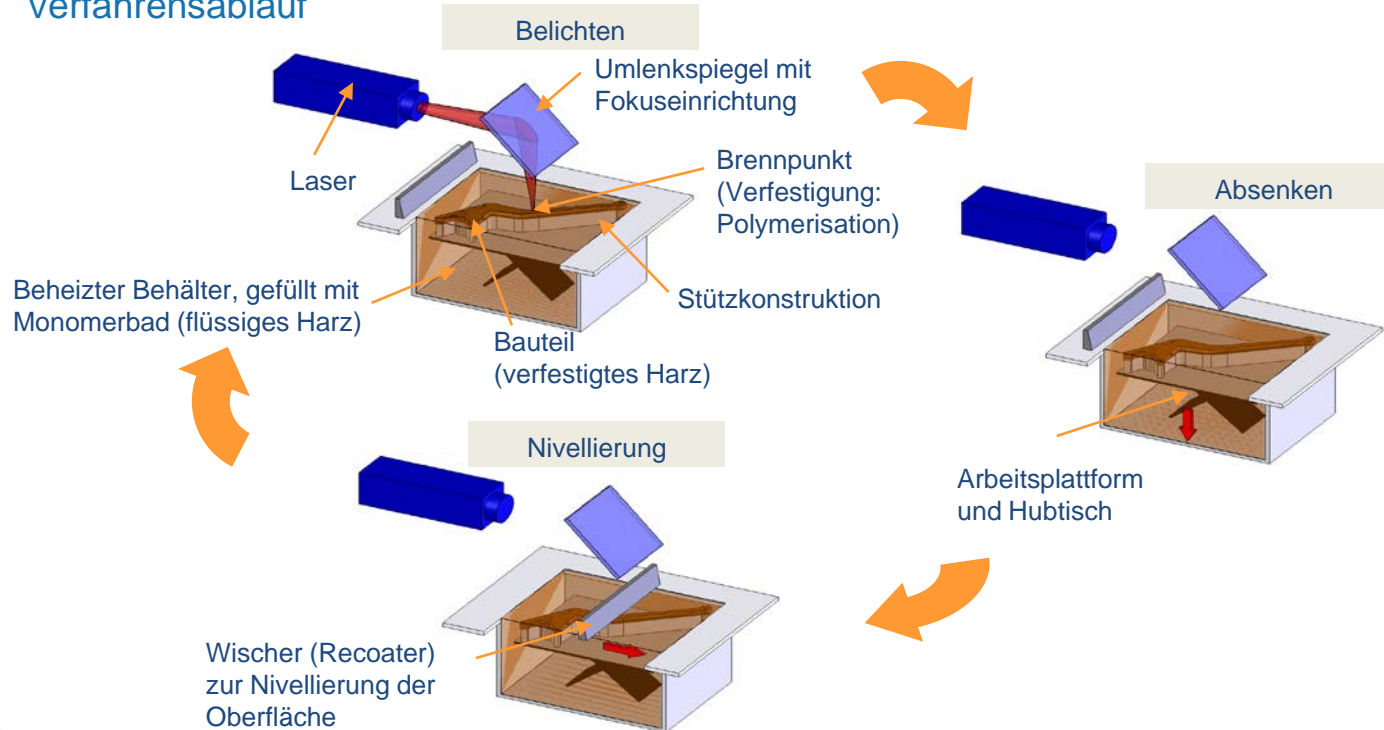 Verfahrensablauf
Belichten
Umlenkspiegel mit
Fokuseinrichtung
Laser
Brennpunkt
(Verfestigung:
Polymerisation)
Absenken
Beheizter Behälter, gefüllt mit
Monomerbad (flüssiges Harz)
Stützkonstruktion
Bauteil
(verfestigtes Harz)
Nivellierung
Arbeitsplattform
und Hubtisch
Wischer (Recoater)
zur Nivellierung der
Oberfläche